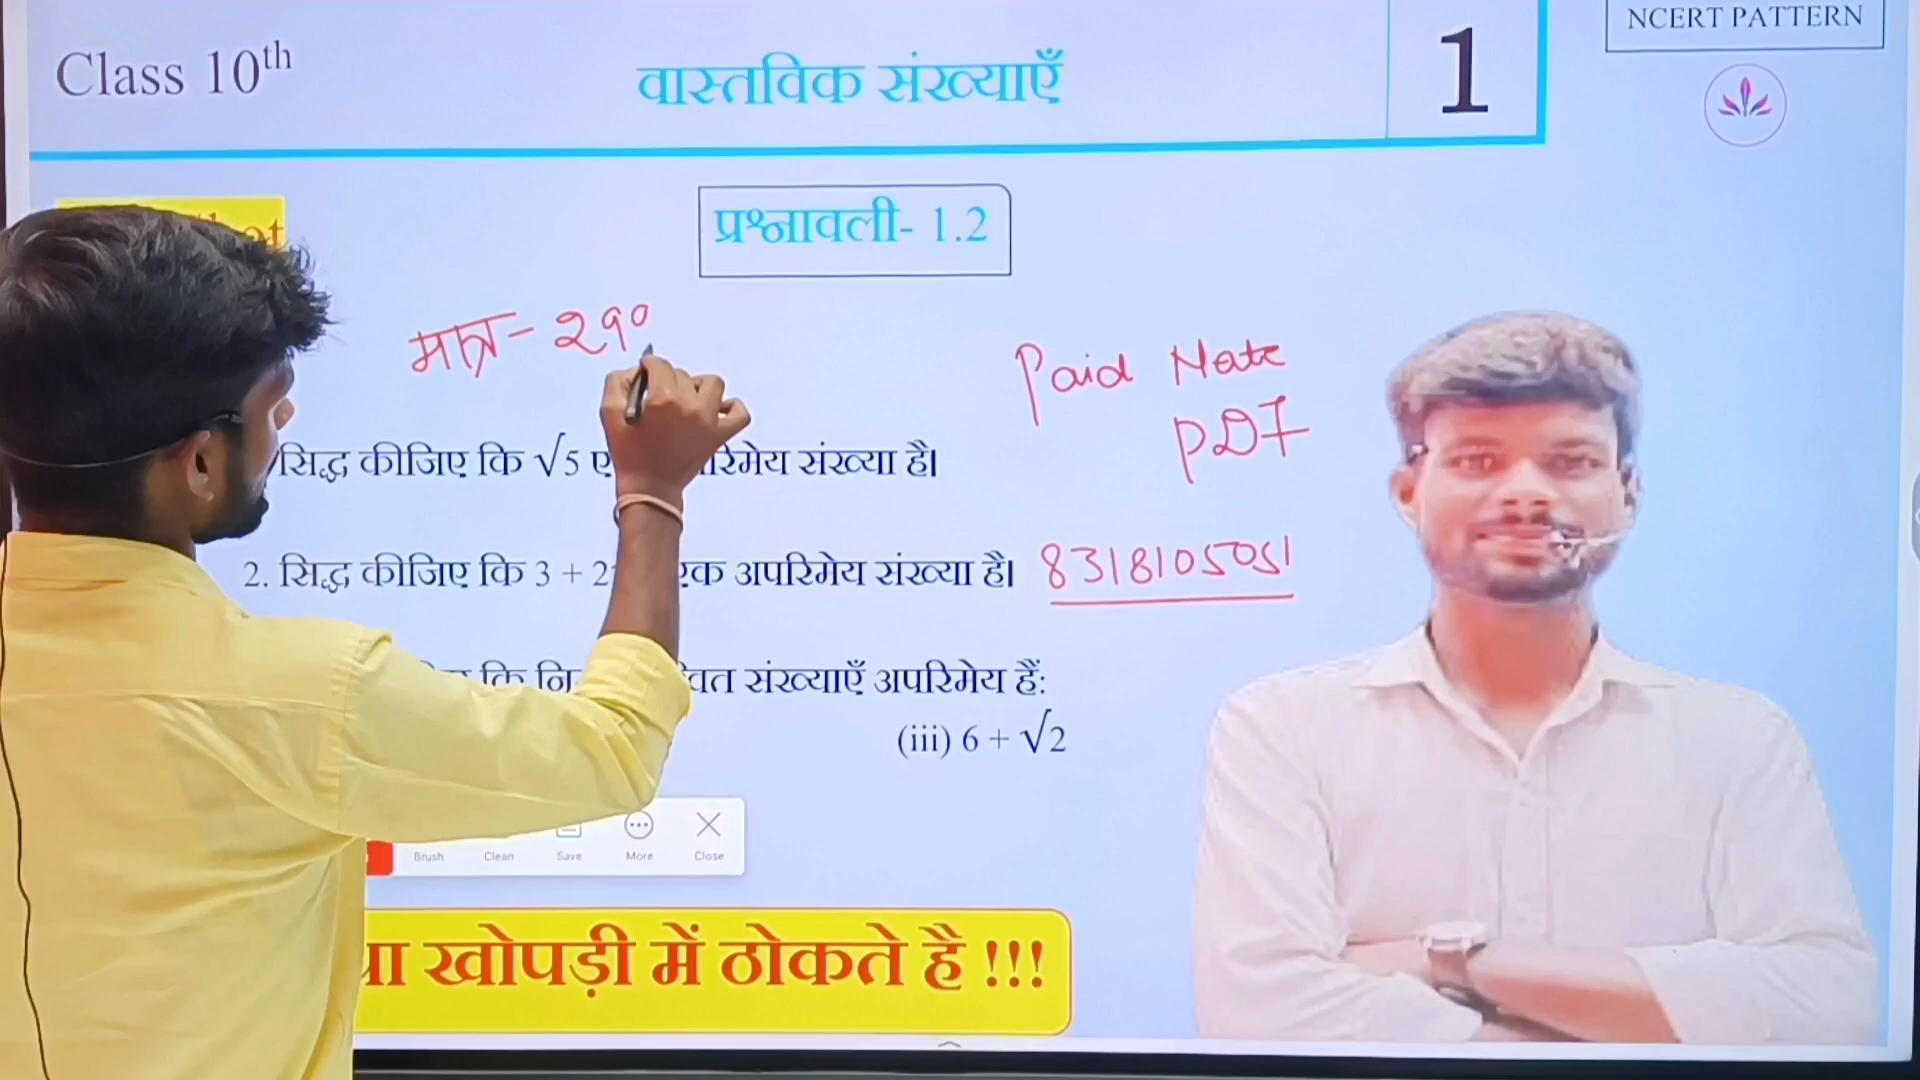 NCERT PATTERN
Class 10th
वास्तविक संख्याएँ
1
प्रश्नावली- 1.2
मात्र - 290
Paid Note
PDF
सिद्ध कीजिए कि √5 संख्या है।
2. सिद्ध कीजिए कि 3 + 2 एक अपरिमेय संख्या है।
8318105051
कि संख्याएँ अपरिमेय हैं:
(iii) 6 + √2
Brush Clean Save More Close
खोपड़ी में ठोकते है !!!